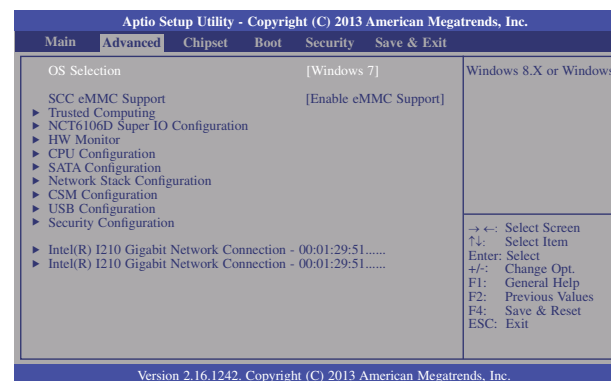 Aptio Setup Utility - Copyright (C) 2013 American Megatrends, Inc.
Main Advanced Chipset Boot Security Save & Exit
OS Selection [Windows 7]
SCC eMMC Support [Enable eMMC Support]
► Trusted Computing
► NCT6106D Super IO Configuration
► HW Monitor
► CPU Configuration
► SATA Configuration
► Network Stack Configuration
► CSM Configuration
► USB Configuration
► Security Configuration
► Intel(R) I210 Gigabit Network Connection - 00:01:29:51......
► Intel(R) I210 Gigabit Network Connection - 00:01:29:51......
Windows 8.X or Windows
→←: Select Screen
↑↓: Select Item
Enter: Select
+/-: Change Opt.
F1: General Help
F2: Previous Values
F4: Save & Reset
ESC: Exit
Version 2.16.1242. Copyright (C) 2013 American Megatrends, Inc.